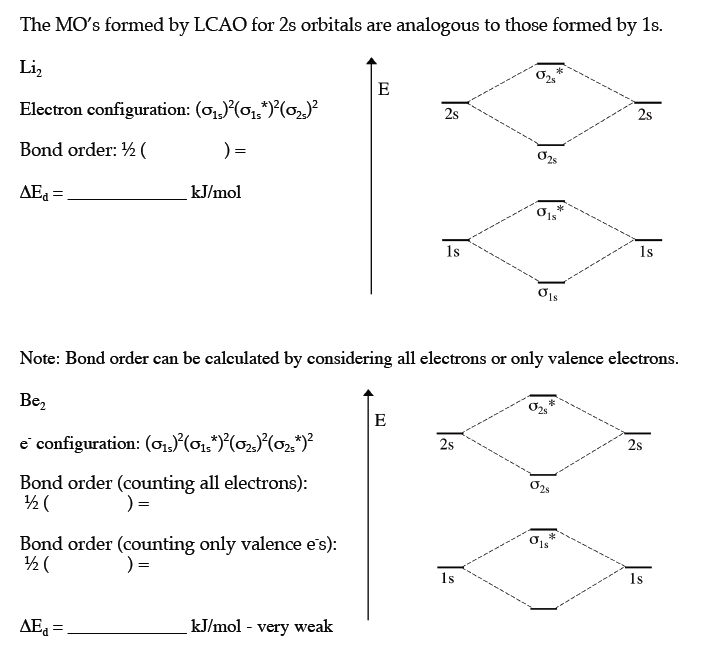 The MO's formed by LCAO for 2s orbitals are analogous to those formed by 1s.
Li₂
Electron configuration: (σ₁ₛ)²(σ₁ₛ*)²(σ₂ₛ)²
Bond order: ½ ( ) =
ΔE_d = ______________ kJ/mol
E
σ₂ₛ*
2s 2s
σ₂ₛ
σ₁ₛ*
1s 1s
σ₁ₛ
Note: Bond order can be calculated by considering all electrons or only valence electrons.
Be₂
e⁻ configuration: (σ₁ₛ)²(σ₁ₛ*)²(σ₂ₛ)²(σ₂ₛ*)²
Bond order (counting all electrons):
½ ( ) =
Bond order (counting only valence e⁻s):
½ ( ) =
ΔE_d = ______________ kJ/mol - very weak
E
σ₂ₛ*
2s 2s
σ₂ₛ
σ₁ₛ*
1s 1s